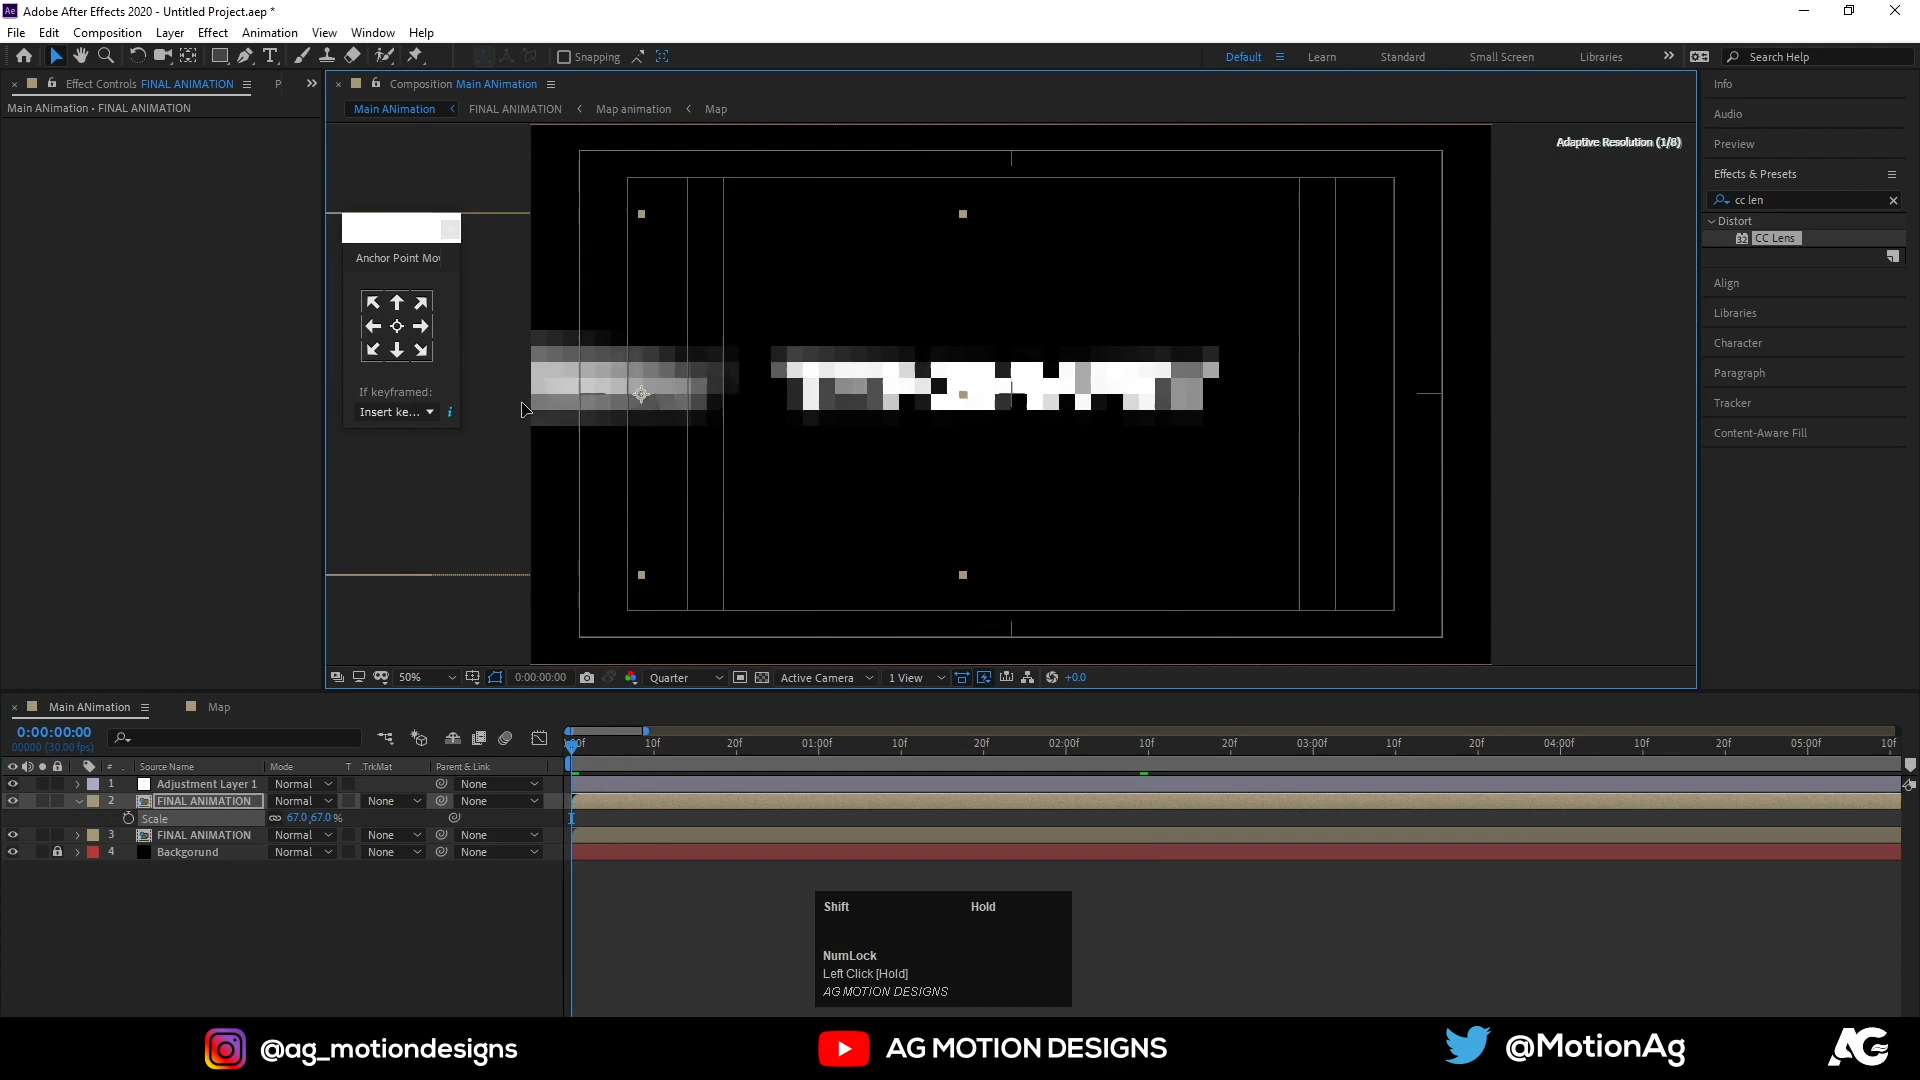 Ae Adobe After Effects 2020 - Untitled Project.aep *
File Edit Composition Layer Effect Animation View Window Help
Snapping
Default Learn Standard Small Screen Libraries Search Help
Effect Controls FINAL ANIMATION P
Main ANimation • FINAL ANIMATION
Composition Main ANimation
Main ANimation FINAL ANIMATION Map animation Map
Adaptive Resolution (1/8)
Anchor Point Mov
If keyframed:
Insert ke...
50% 0:00:00:00 Quarter Active Camera 1 View +0.0
Info
Audio
Preview
Effects & Presets
cc len
Distort
32 CC Lens
Align
Libraries
Character
Paragraph
Tracker
Content-Aware Fill
Main ANimation Map
0:00:00:00
00000 (30.00 fps)
10f 20f 01:00f 10f 20f 02:00f 10f 20f 03:00f 10f 20f 04:00f 10f 20f 05:00f 10f
# Source Name Mode T .TrkMat Parent & Link
1 Adjustment Layer 1 Normal None
2 FINAL ANIMATION Normal None None
Scale 67.0,67.0 %
3 FINAL ANIMATION Normal None None
4 Backgorund Normal None None
Shift Hold
NumLock
Left Click [Hold]
AG MOTION DESIGNS
@ag_motiondesigns AG MOTION DESIGNS @MotionAg AG